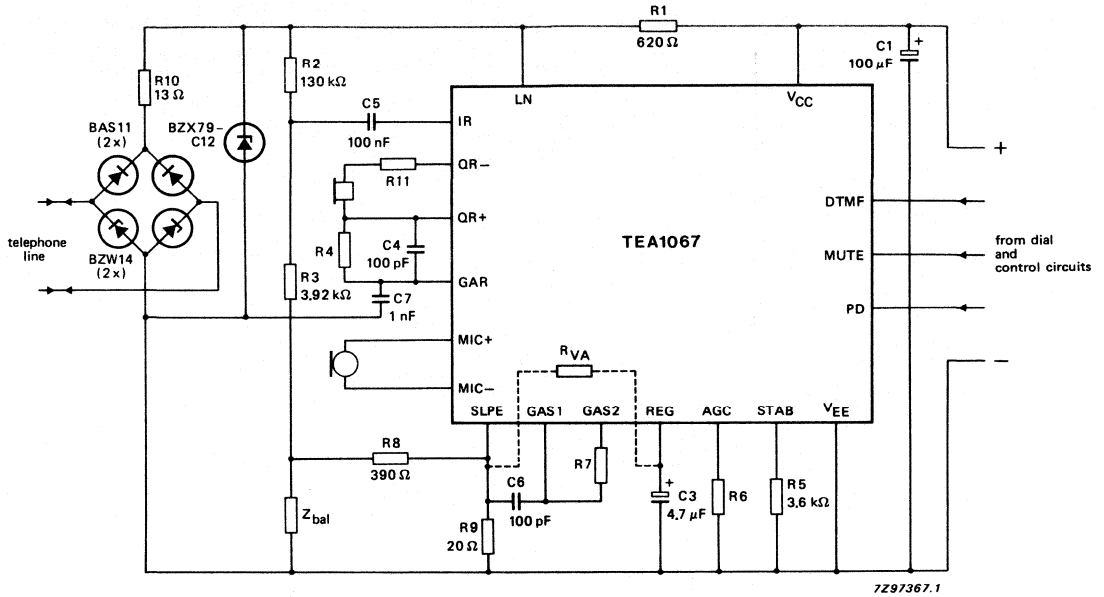 R1
620 Ω
C1
+
100 µF
R2
130 kΩ
R10
13 Ω
LN
VCC
C5
100 nF
IR
BAS11
(2x)
BZX79-
C12
QR−
R11
+
DTMF
QR+
TEA1067
R4
C4
100 pF
telephone
line
MUTE
from dial
and
control circuits
BZW14
(2x)
R3
3,92 kΩ
GAR
C7
1 nF
PD
MIC+
RVA
−
MIC−
SLPE
GAS1
GAS2
REG
AGC
STAB
VEE
R8
390 Ω
R7
C6
100 pF
+
C3
4,7 µF
R6
R5
3,6 kΩ
Zbal
R9
20 Ω
7Z97367.1